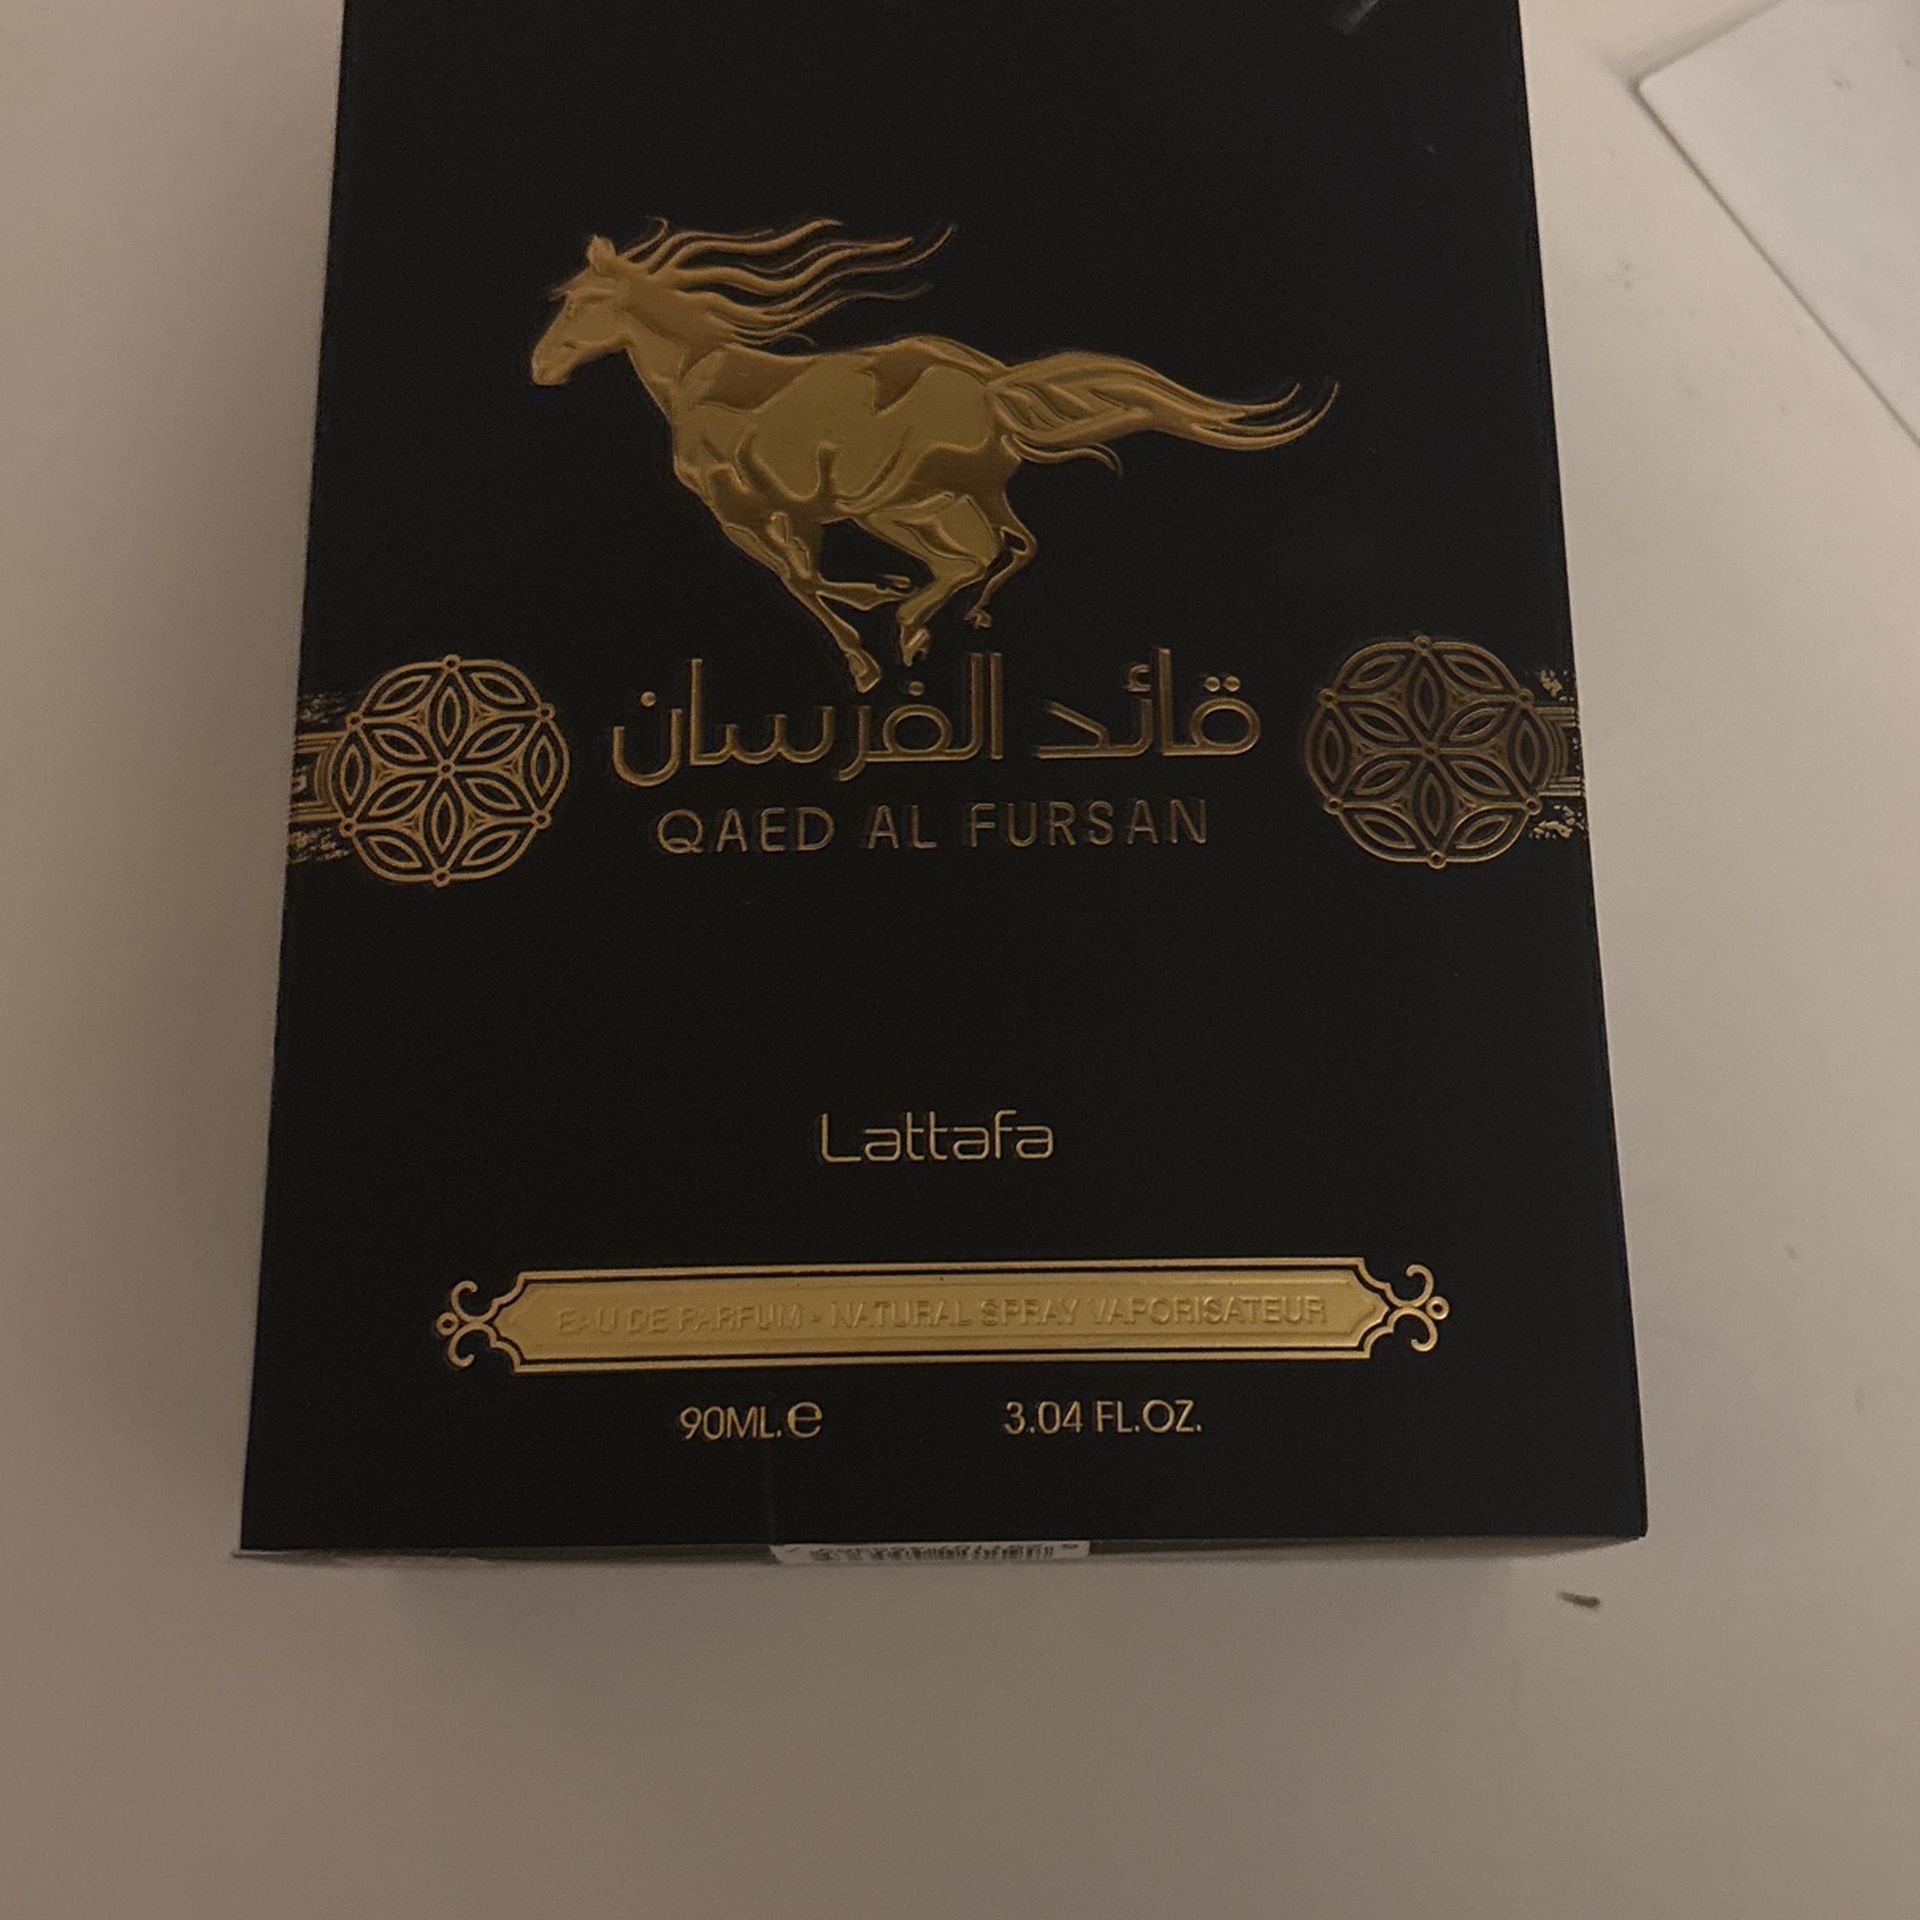 قائد الفرسان
QAED AL FURSAN
Lattafa
EAU DE PARFUM - NATURAL SPRAY VAPORISATEUR
90ML.e 3.04 FL.OZ.